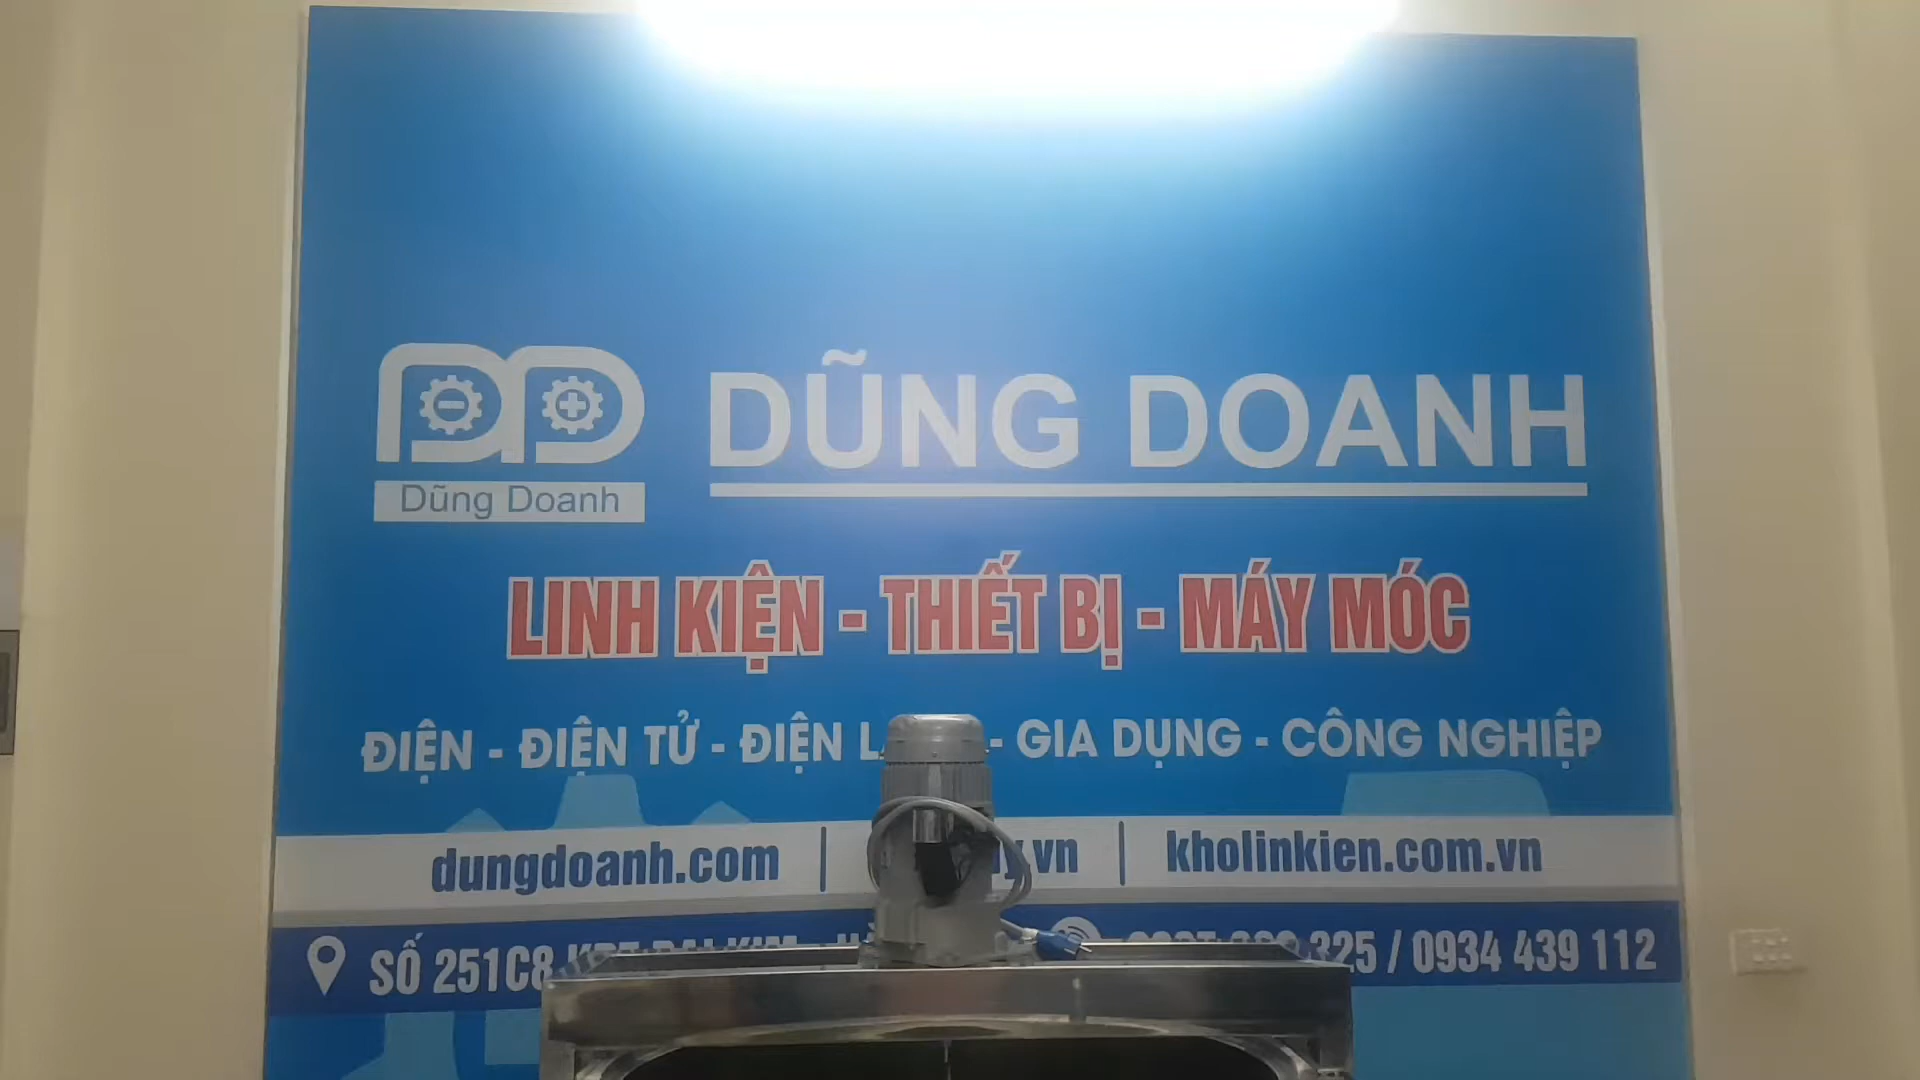 DŨNG DOANH
Dũng Doanh
LINH KIỆN - THIẾT BỊ - MÁY MÓC
ĐIỆN - ĐIỆN TỬ - ĐIỆN - GIA DỤNG - CÔNG NGHIỆP
dungdoanh.com | .vn | kholinkien.com.vn
SỐ 251C8 325 / 0934 439 112